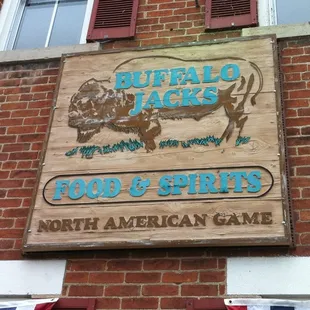 BUFFALO
JACKS
FOOD & SPIRITS
NORTH AMERICAN GAME